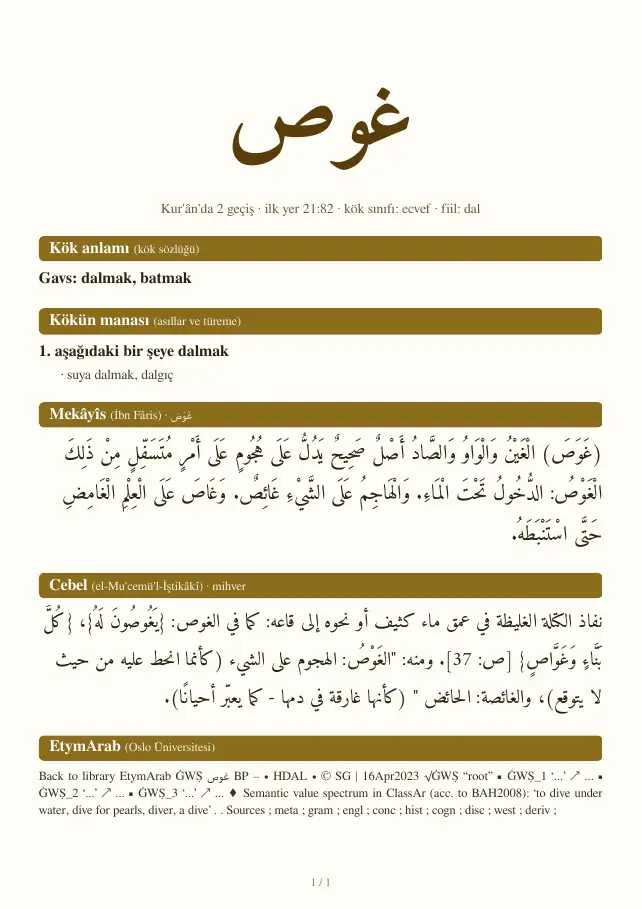 غوص
Kur'ân'da 2 geçiş · ilk yer 21:82 · kök sınıfı: ecvef · fiil: dal
Kök anlamı (kök sözlüğü)
Gavs: dalmak, batmak
Kökün manası (asıllar ve türeme)
1. aşağıdaki bir şeye dalmak
· suya dalmak, dalgıç
Mekâyîs (İbn Fâris) · غَوَصَ
(غَوَصَ) الْغَيْنُ وَالْوَاوُ وَالصَّادُ أَصْلٌ صَحِيحٌ يَدُلُّ عَلَى هُجُومٍ عَلَى أَمْرٍ مُتَسَفِّلٍ مِنْ ذَلِكَ
الْغَوْصُ: الدُّخُولُ تَحْتَ الْمَاءِ. وَالْهَاجِمُ عَلَى الشَّيْءِ غَائِصٌ. وَغَاصَ عَلَى الْعِلْمِ الْغَامِضِ
حَتَّى اسْتَنْبَطَهُ.
Cebel (el-Mu'cemü'l-İştikâkî) · mihver
نفاذ الكتلة الغليظة في عمق ماء كثيف أو نحوه إلى قاعه: كما في الغوص: {يَغُوصُونَ لَهُ}، {كُلَّ
بَنَّاءٍ وَغَوَّاصٍ} [ص: 37]. ومنه: "الغَوْصُ: الهجوم على الشيء (كأنما انحط عليه من حيث
لا يتوقع)، والغائصة: الحائض " (كأنها غارقة في دمها - كما يعبّر أحيانًا).
EtymArab (Oslo Üniversitesi)
Back to library EtymArab ĠWṢ غوص BP – • HDAL • © SG | 16Apr2023 √ĠWṢ “root” ▪ ĠWṢ_1 ‘...’ ↗ ... ▪
ĠWṢ_2 ‘...’ ↗ ... ▪ ĠWṢ_3 ‘...’ ↗ ... ♦ Semantic value spectrum in ClassAr (acc. to BAH2008): ‘to dive under
water, dive for pearls, diver, a dive’ . . Sources ; meta ; gram ; engl ; conc ; hist ; cogn ; disc ; west ; deriv ;
1 / 1